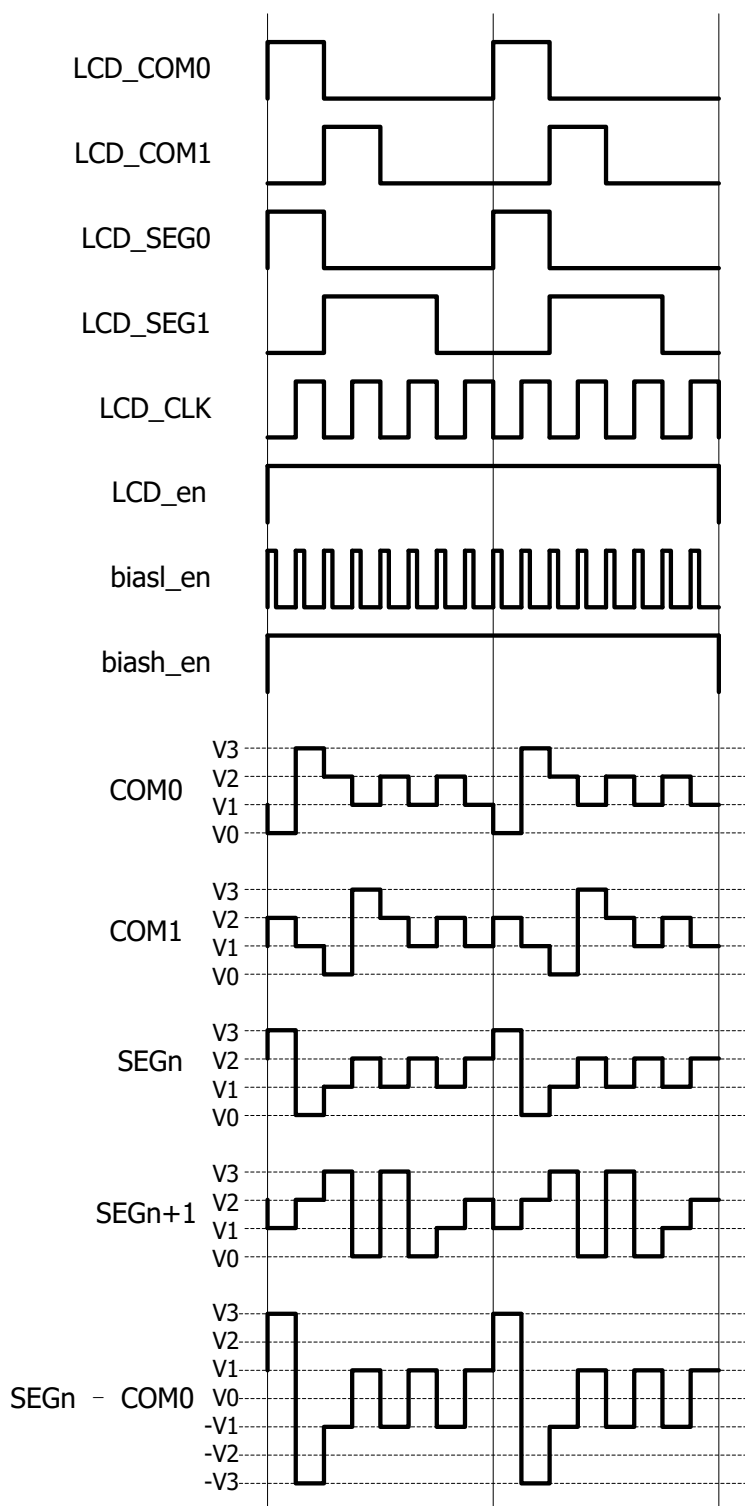 LCD_COM0
LCD_COM1
LCD_SEG0
LCD_SEG1
LCD_CLK
LCD_en
biasl_en
biash_en
COM0
V3
V2
V1
V0
COM1
V3
V2
V1
V0
SEGn
V3
V2
V1
V0
SEGn+1
V3
V2
V1
V0
SEGn - COM0
V3
V2
V1
V0
-V1
-V2
-V3